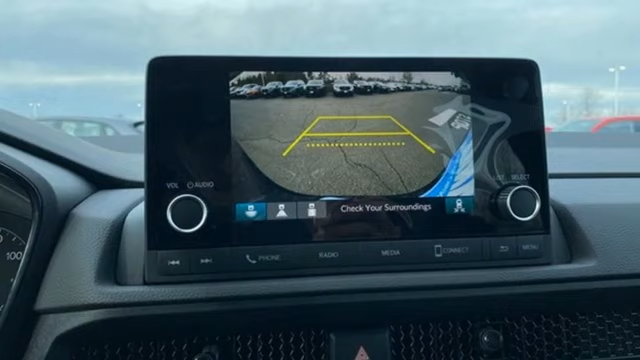 VOL AUDIO
SELECT
Check Your Surroundings
PHONE RADIO MEDIA CONNECT MENU
100